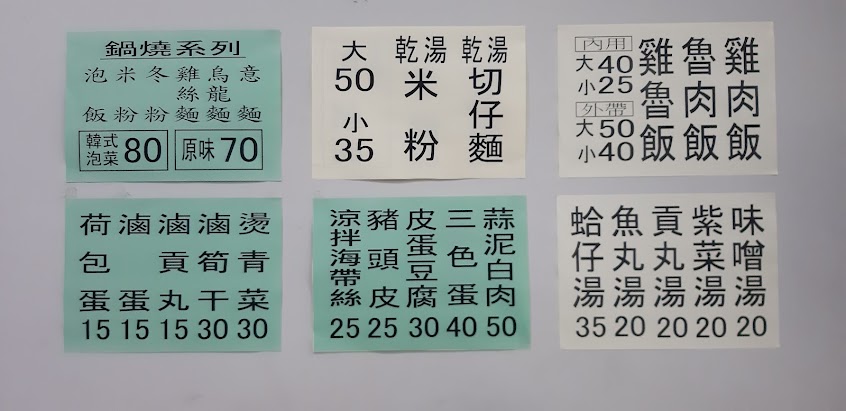 鍋燒系列
意麵
烏龍麵
雞絲麵
冬粉
米粉
泡飯
韓式泡菜 80
原味 70
乾湯切仔麵
乾湯米粉
大 50
小 35
雞肉飯
魯肉飯
雞魯飯
內用
大 40
小 25
外帶
大 50
小 40
燙青菜 30
滷筍干 30
滷貢丸 15
滷蛋 15
荷包蛋 15
蒜泥白肉 50
三色蛋 40
皮蛋豆腐 30
豬頭皮 25
涼拌海帶絲 25
味噌湯 20
紫菜湯 20
貢丸湯 20
魚丸湯 20
蛤仔湯 35